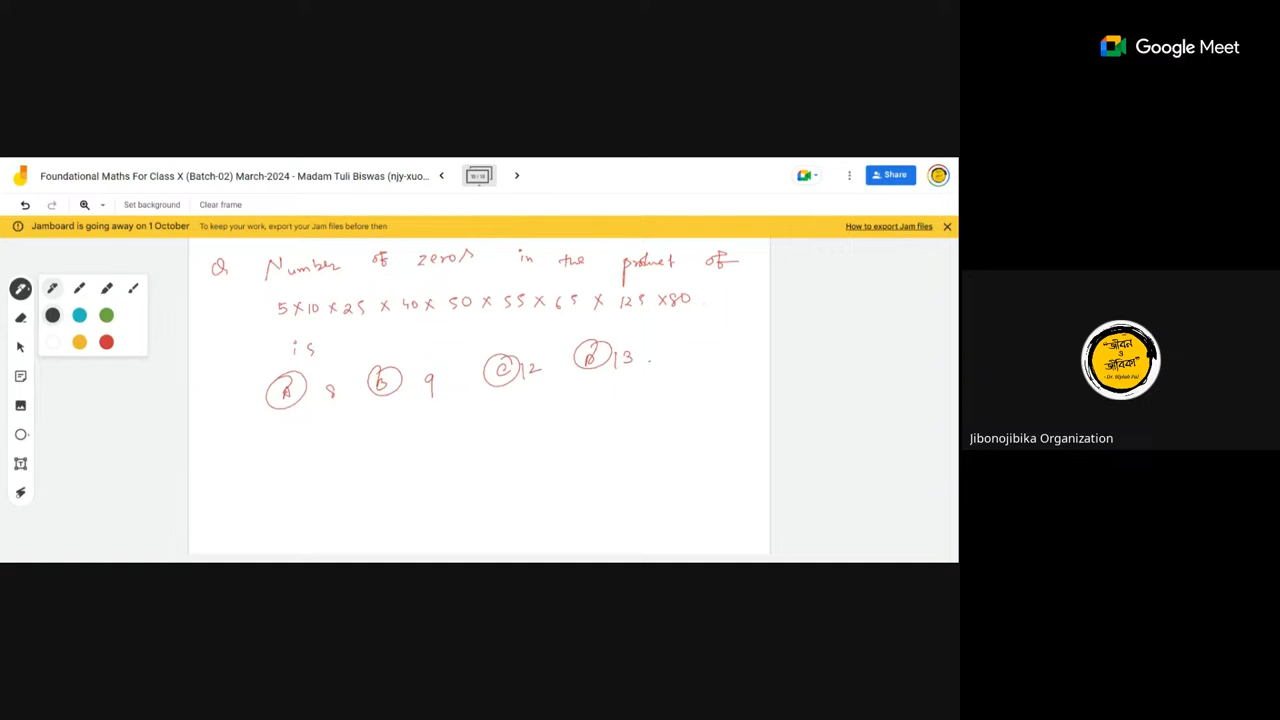 Google Meet
Foundational Maths For Class X (Batch-02) March-2024 - Madam Tuli Biswas (njy-xuo...
18 / 18
Share
Set background
Clear frame
Jamboard is going away on 1 October
To keep your work, export your Jam files before then
How to export Jam files
Q Number of zeros in the product of
5 × 10 × 25 × 40 × 50 × 55 × 65 × 125 × 80
is
A 8 B 9 C 12 D 13.
"জীবন
ও
জীবিকা"
Jibonojibika Organization